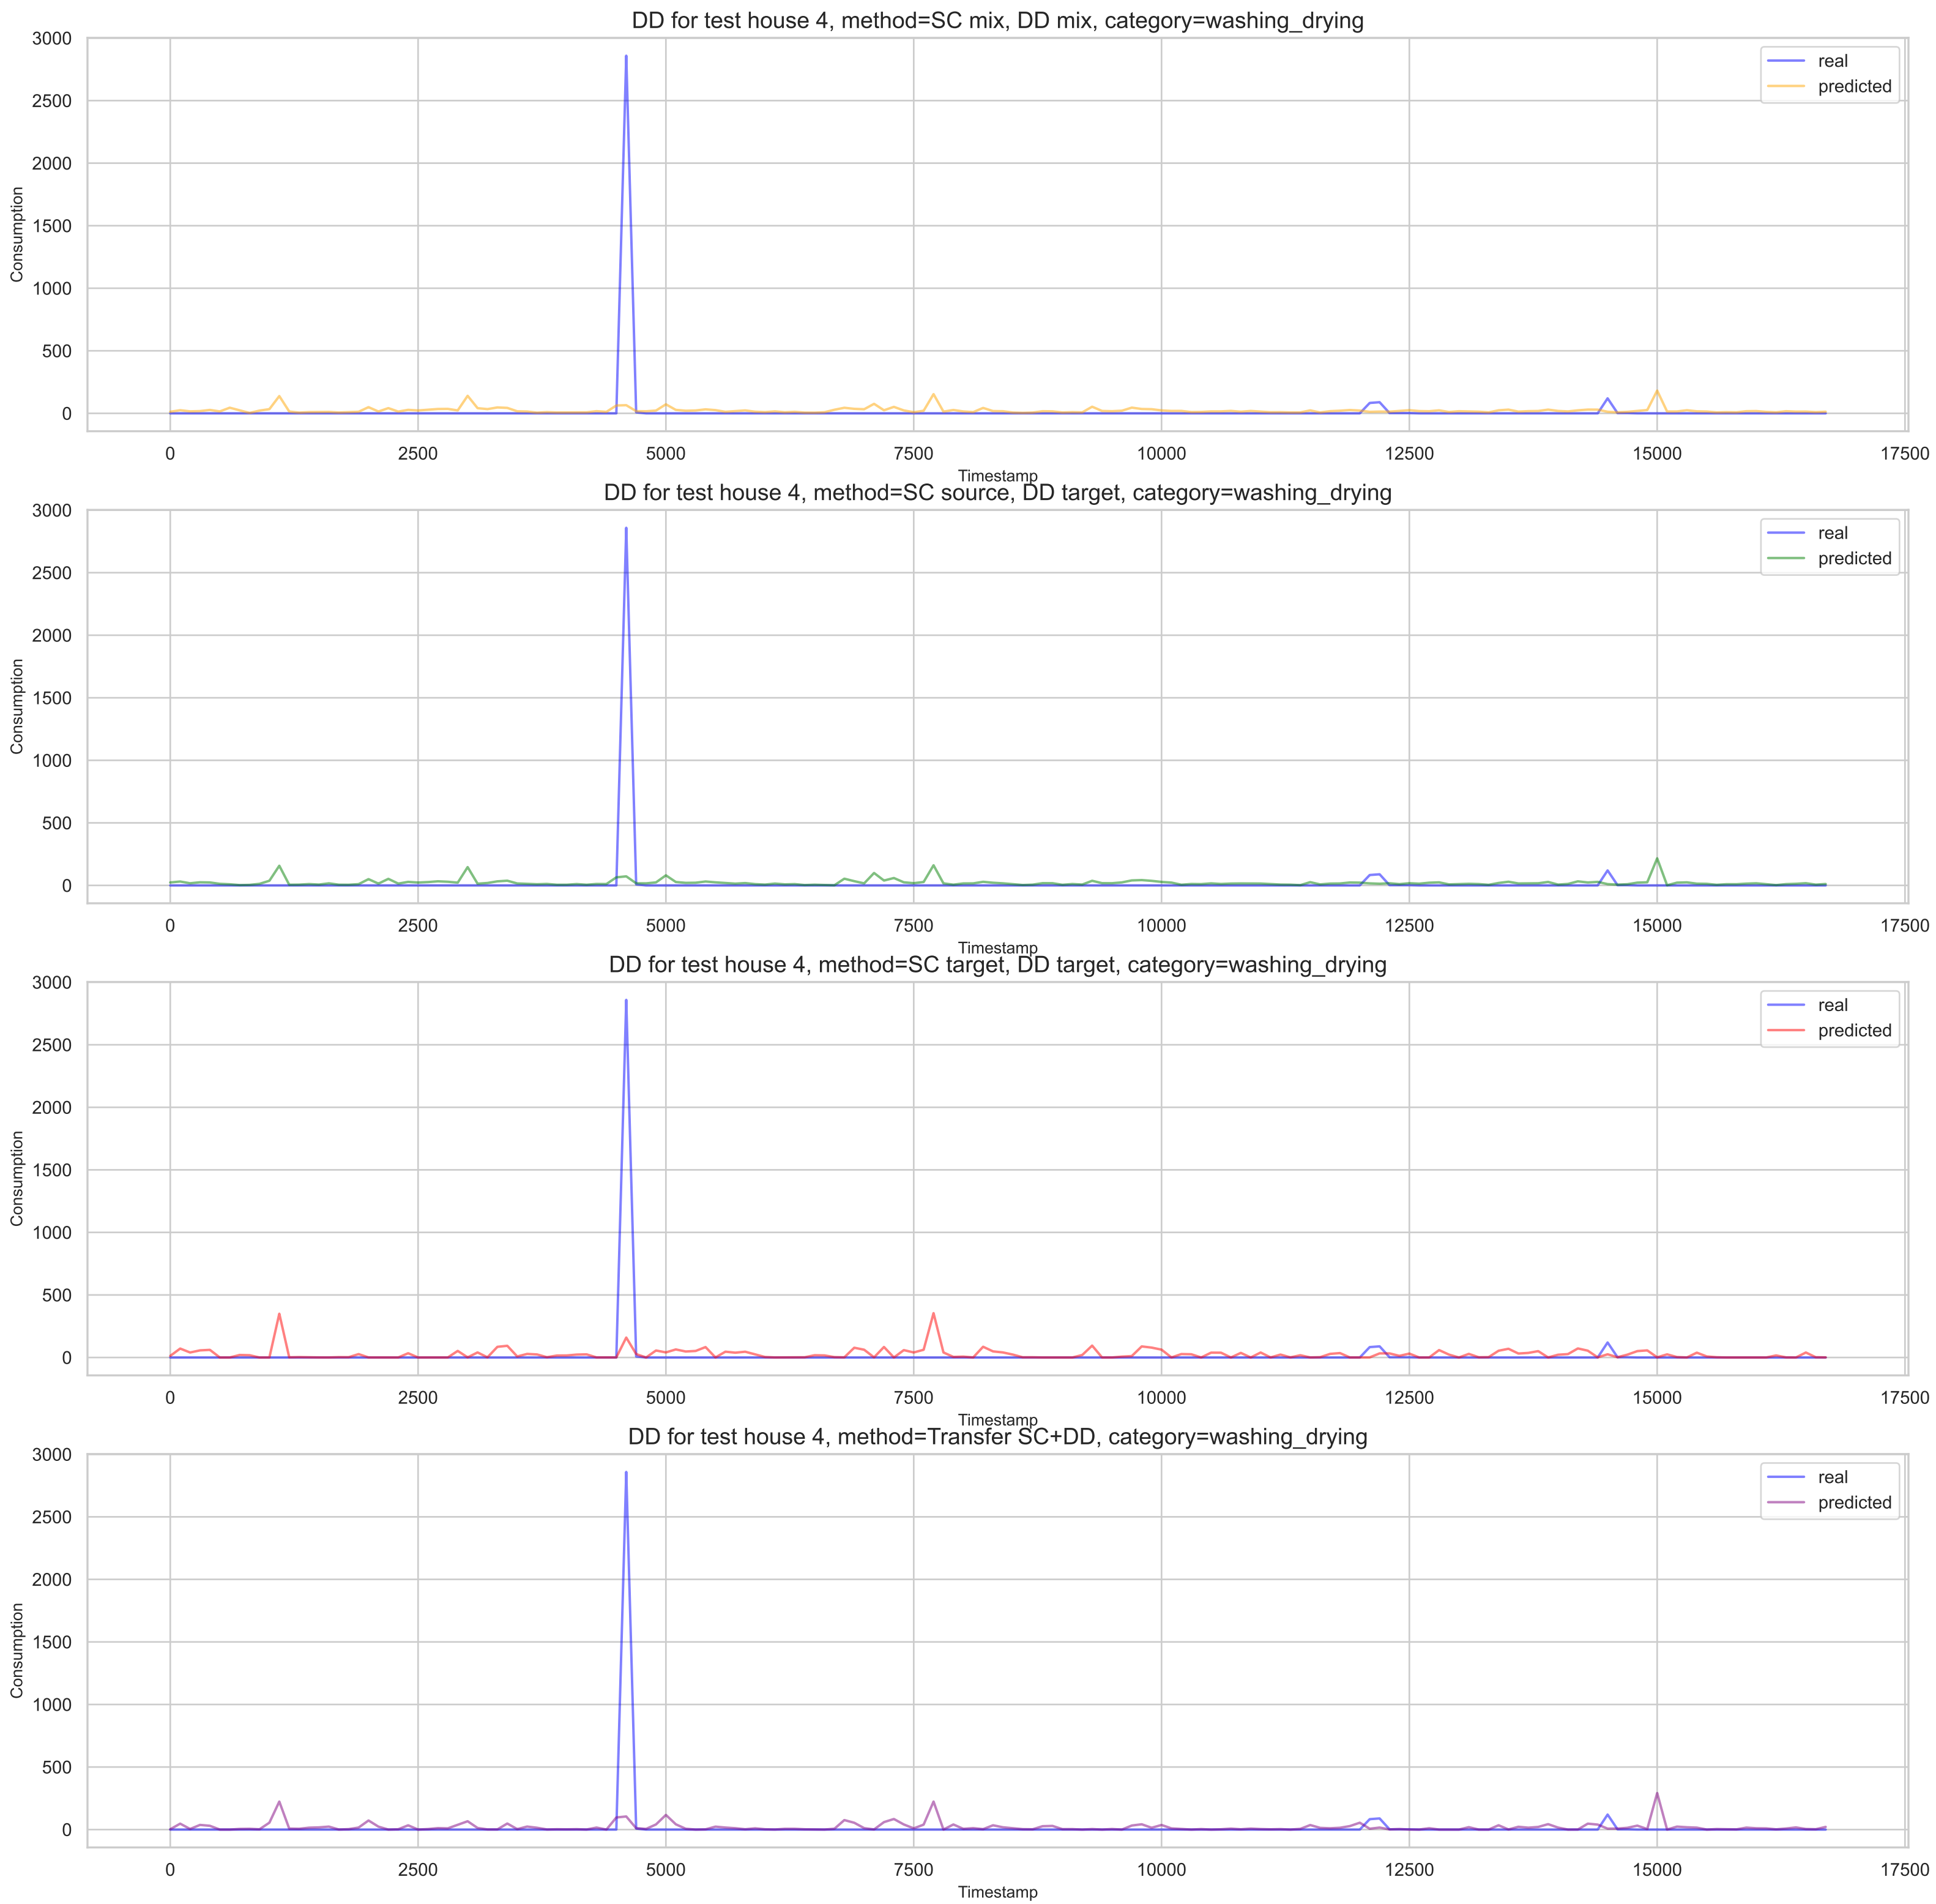 DD for test house 4, method=SC mix, DD mix, category=washing_drying
3000
2500
2000
1500
1000
500
0
Consumption
real
predicted
0 2500 5000 7500 10000 12500 15000 17500
Timestamp
DD for test house 4, method=SC source, DD target, category=washing_drying
3000
2500
2000
1500
1000
500
0
Consumption
real
predicted
0 2500 5000 7500 10000 12500 15000 17500
Timestamp
DD for test house 4, method=SC target, DD target, category=washing_drying
3000
2500
2000
1500
1000
500
0
Consumption
real
predicted
0 2500 5000 7500 10000 12500 15000 17500
Timestamp
DD for test house 4, method=Transfer SC+DD, category=washing_drying
3000
2500
2000
1500
1000
500
0
Consumption
real
predicted
0 2500 5000 7500 10000 12500 15000 17500
Timestamp